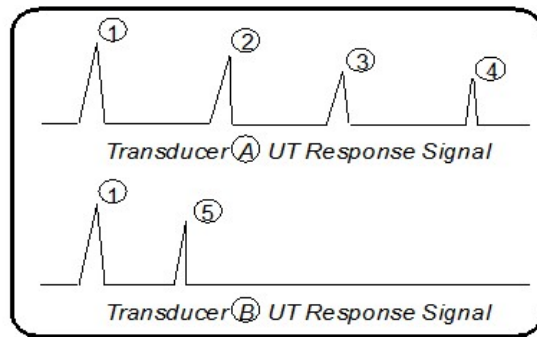 ① ② ③ ④
Transducer Ⓐ UT Response Signal
① ⑤
Transducer Ⓑ UT Response Signal